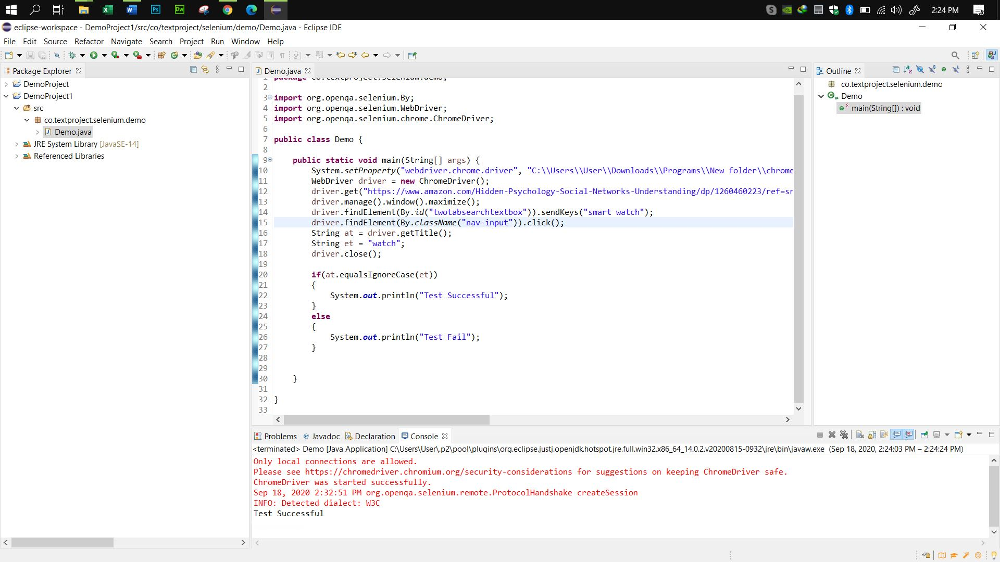 2:24 PM
eclipse-workspace - DemoProject1/src/co/textproject/selenium/demo/Demo.java - Eclipse IDE
File Edit Source Refactor Navigate Search Project Run Window Help
Package Explorer
DemoProject
DemoProject1
src
co.textproject.selenium.demo
Demo.java
JRE System Library [JavaSE-14]
Referenced Libraries
Demo.java
1 package co.textproject.selenium.demo;
2
3 import org.openqa.selenium.By;
4 import org.openqa.selenium.WebDriver;
5 import org.openqa.selenium.chrome.ChromeDriver;
6
7 public class Demo {
8
9 public static void main(String[] args) {
10 System.setProperty("webdriver.chrome.driver", "C:\\Users\\User\\Downloads\\Programs\\New folder\\chrome
11 WebDriver driver = new ChromeDriver();
12 driver.get("https://www.amazon.com/Hidden-Psychology-Social-Networks-Understanding/dp/1260460223/ref=sr
13 driver.manage().window().maximize();
14 driver.findElement(By.id("twotabsearchtextbox")).sendKeys("smart watch");
15 driver.findElement(By.className("nav-input")).click();
16 String at = driver.getTitle();
17 String et = "watch";
18 driver.close();
19
20 if(at.equalsIgnoreCase(et))
21 {
22 System.out.println("Test Successful");
23 }
24 else
25 {
26 System.out.println("Test Fail");
27 }
28
29
30 }
31
32 }
33
Outline
co.textproject.selenium.demo
Demo
main(String[]) : void
Problems Javadoc Declaration Console
<terminated> Demo [Java Application] C:\Users\User\.p2\pool\plugins\org.eclipse.justj.openjdk.hotspot.jre.full.win32.x86_64_14.0.2.v20200815-0932\jre\bin\javaw.exe (Sep 18, 2020, 2:24:03 PM – 2:24:24 PM)
Only local connections are allowed.
Please see https://chromedriver.chromium.org/security-considerations for suggestions on keeping ChromeDriver safe.
ChromeDriver was started successfully.
Sep 18, 2020 2:32:51 PM org.openqa.selenium.remote.ProtocolHandshake createSession
INFO: Detected dialect: W3C
Test Successful